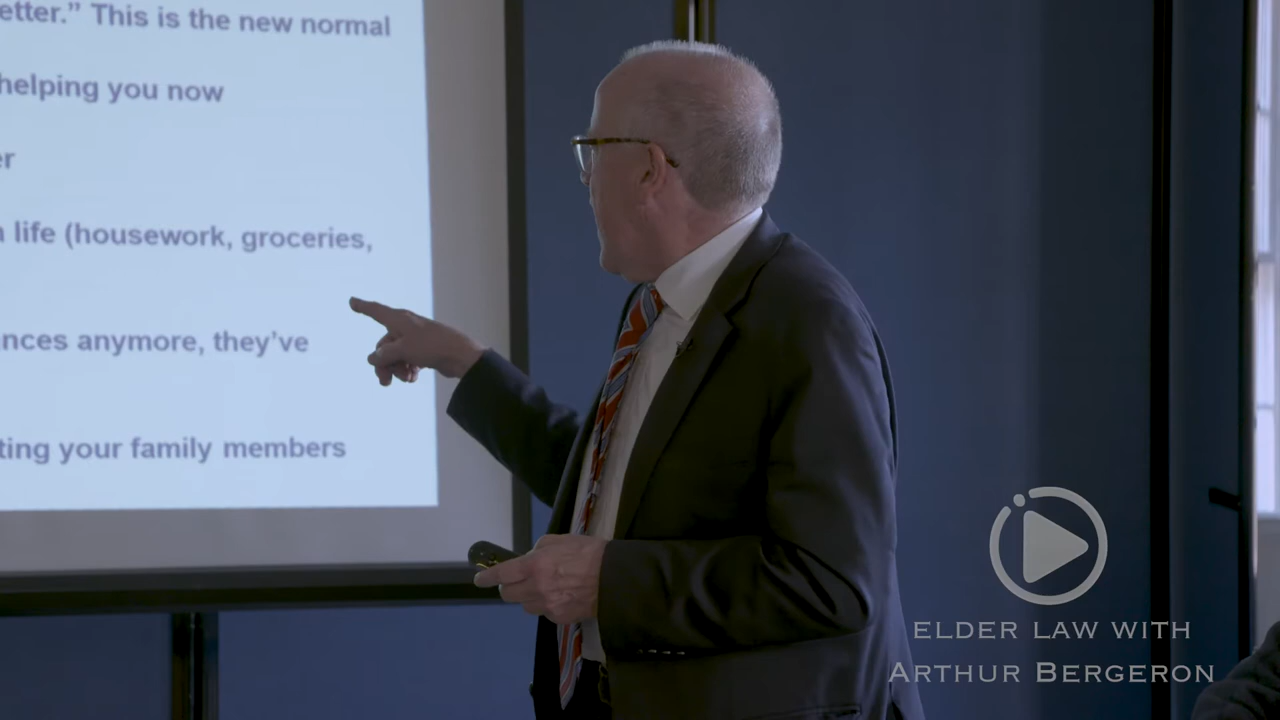 etter.” This is the new normal
helping you now
er
life (housework, groceries,
nces anymore, they’ve
ting your family members
ELDER LAW WITH
ARTHUR BERGERON